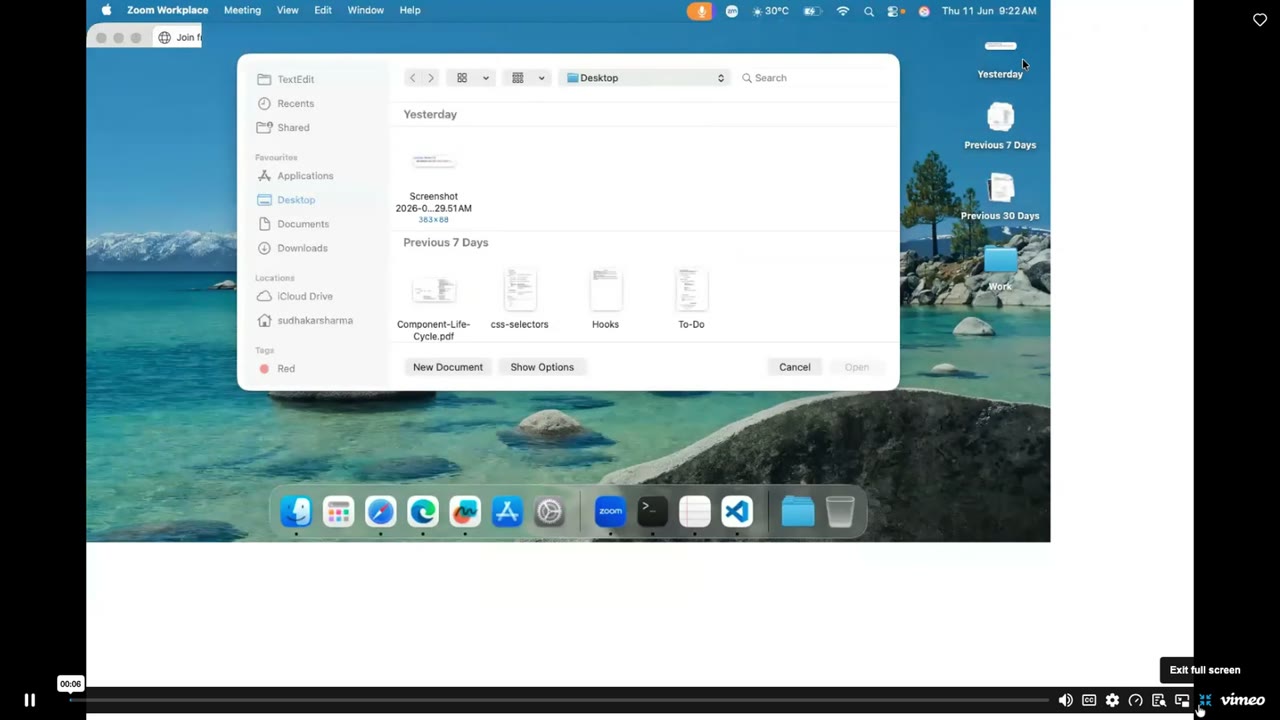 Zoom Workplace Meeting View Edit Window Help
30°C
Thu 11 Jun 9:22 AM
Join
TextEdit
Recents
Shared
Favourites
Applications
Desktop
Documents
Downloads
Locations
iCloud Drive
sudhakarsharma
Tags
Red
Desktop
Search
Yesterday
Screenshot
2026-0...29.51 AM
383×88
Previous 7 Days
Component-Life-
Cycle.pdf
css-selectors
Hooks
To-Do
New Document
Show Options
Cancel
Open
Yesterday
Previous 7 Days
Previous 30 Days
Work
zoom
Exit full screen
00:06
CC
vimeo